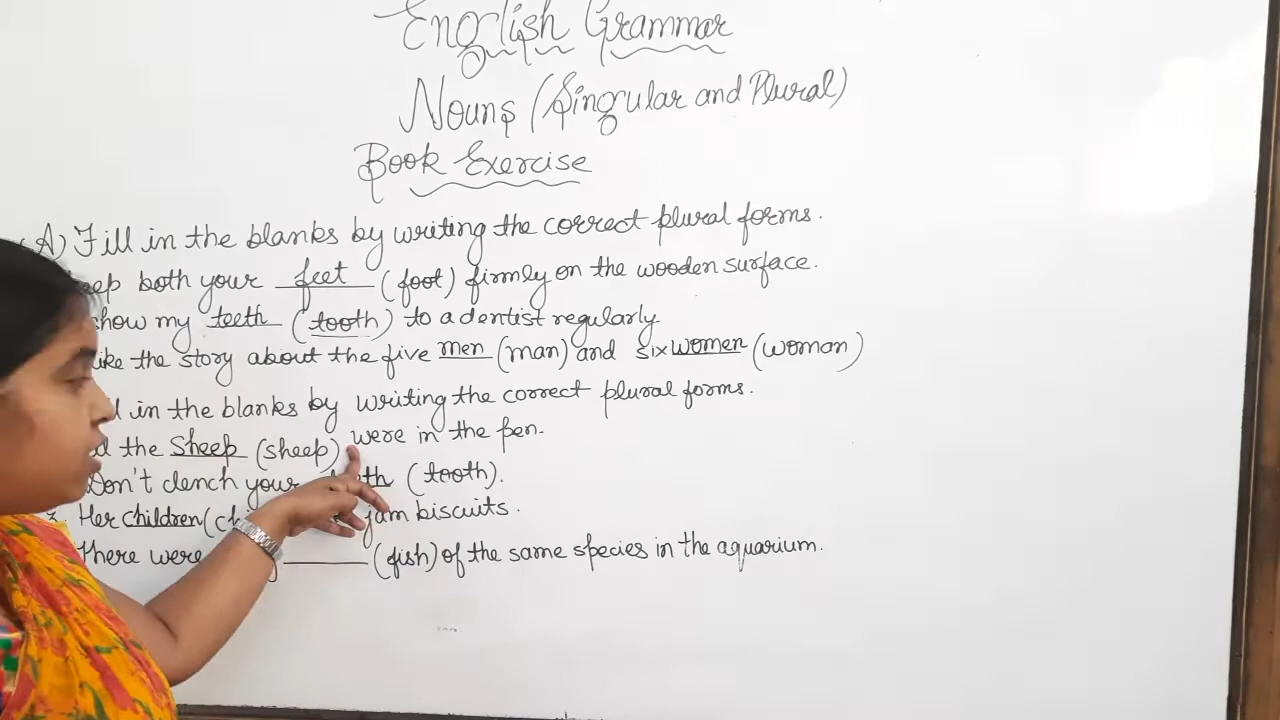 English Grammar
Nouns (Singular and Plural)
Book Exercise
(A) Fill in the blanks by writing the correct plural forms.
both your feet (foot) firmly on the wooden surface.
my teeth (tooth) to a dentist regularly
the story about the five men (man) and six women (woman)
in the blanks by writing the correct plural forms.
the Sheep (sheep) were in the pen.
Don't clench your (tooth).
Her children ( jam biscuits.
There were ______ (fish) of the same species in the aquarium.